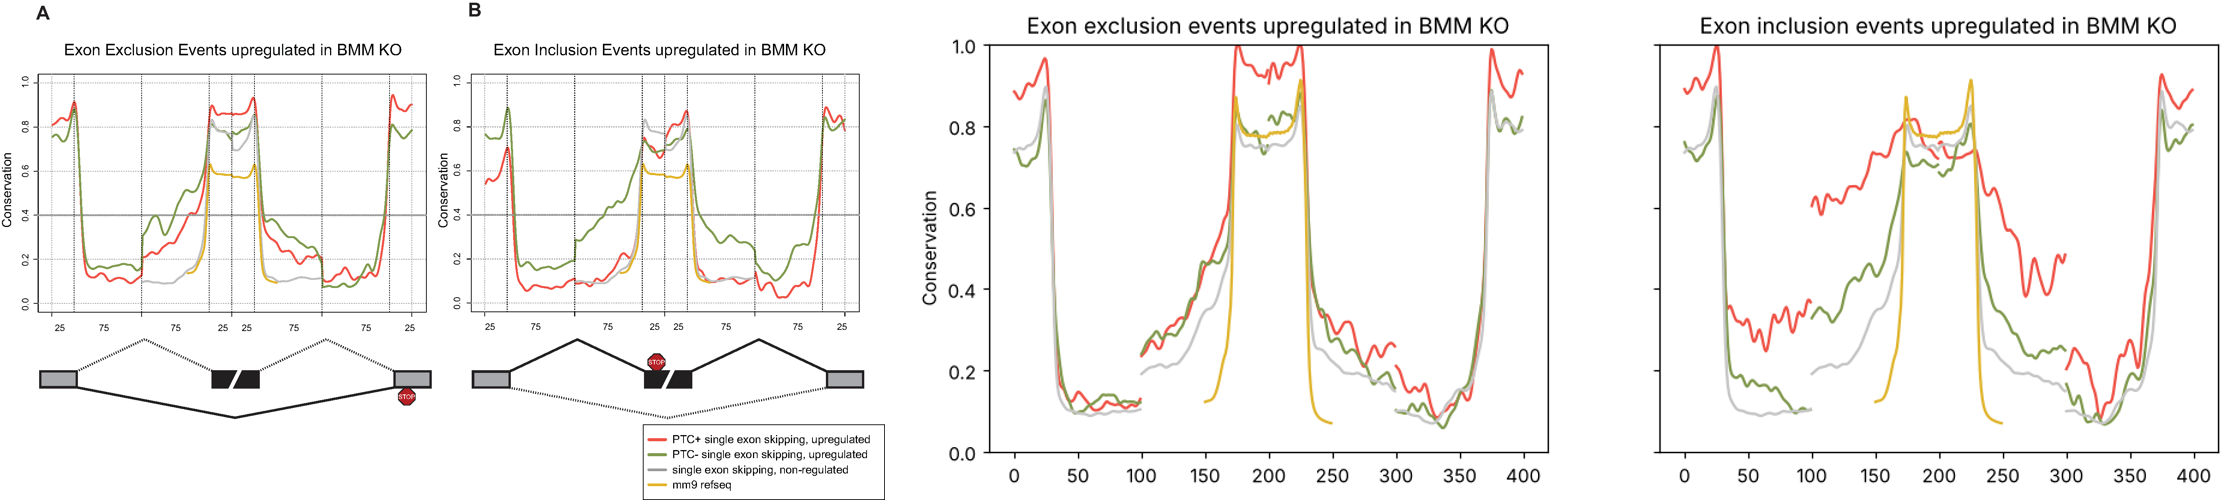 A
Exon Exclusion Events upregulated in BMM KO
Conservation
1.0
0.8
0.6
0.4
0.2
0.0
25 75 75 25 25 75 75 25
STOP
B
Exon Inclusion Events upregulated in BMM KO
Conservation
1.0
0.8
0.6
0.4
0.2
0.0
25 75 75 25 25 75 75 25
STOP
PTC+ single exon skipping, upregulated
PTC- single exon skipping, upregulated
single exon skipping, non-regulated
mm9 refseq
Exon exclusion events upregulated in BMM KO
Conservation
1.0
0.8
0.6
0.4
0.2
0.0
0 50 100 150 200 250 300 350 400
Exon inclusion events upregulated in BMM KO
0 50 100 150 200 250 300 350 400